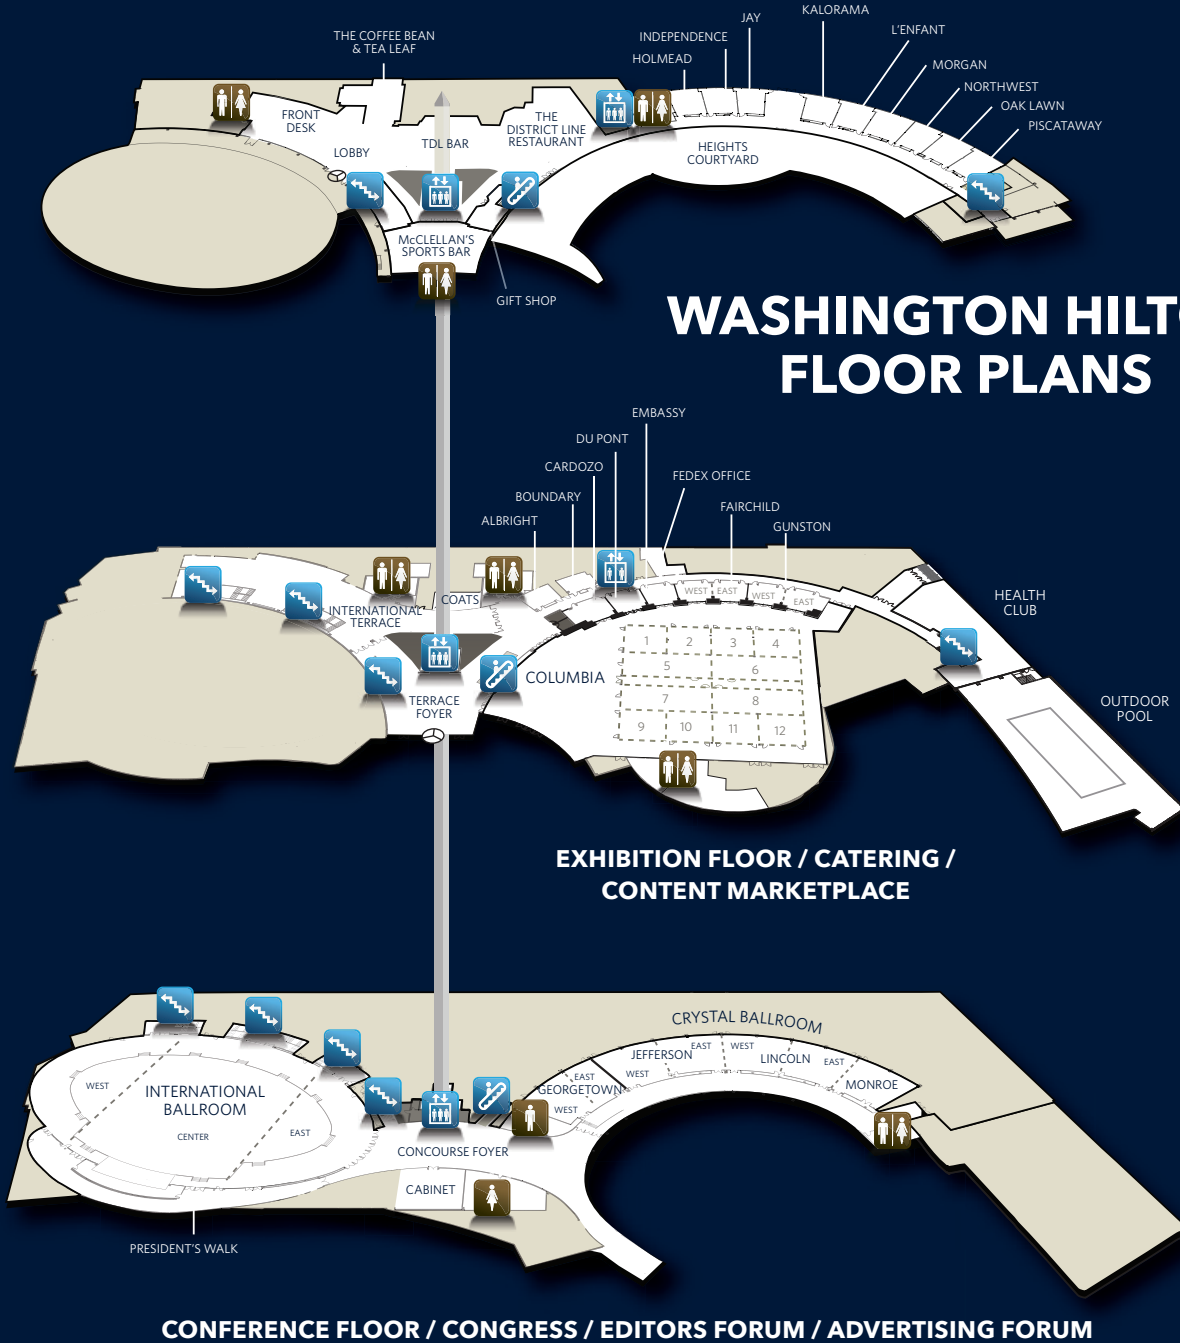 KALORAMA
JAY
L'ENFANT
THE COFFEE BEAN
& TEA LEAF
INDEPENDENCE
HOLMEAD
MORGAN
NORTHWEST
OAK LAWN
PISCATAWAY
FRONT
DESK
THE
DISTRICT LINE
RESTAURANT
TDL BAR
LOBBY
HEIGHTS
COURTYARD
McCLELLAN'S
SPORTS BAR
GIFT SHOP
WASHINGTON HILTO
FLOOR PLANS
EMBASSY
DU PONT
CARDOZO
FEDEX OFFICE
BOUNDARY
FAIRCHILD
ALBRIGHT
GUNSTON
WEST
EAST
WEST
EAST
HEALTH
CLUB
COATS
INTERNATIONAL
TERRACE
1
2
3
4
5
6
COLUMBIA
7
8
TERRACE
FOYER
9
10
11
12
OUTDOOR
POOL
EXHIBITION FLOOR / CATERING /
CONTENT MARKETPLACE
CRYSTAL BALLROOM
EAST
WEST
JEFFERSON
LINCOLN
WEST
EAST
MONROE
EAST
GEORGETOWN
WEST
WEST
INTERNATIONAL
BALLROOM
CENTER
EAST
CONCOURSE FOYER
CABINET
PRESIDENT'S WALK
CONFERENCE FLOOR / CONGRESS / EDITORS FORUM / ADVERTISING FORUM